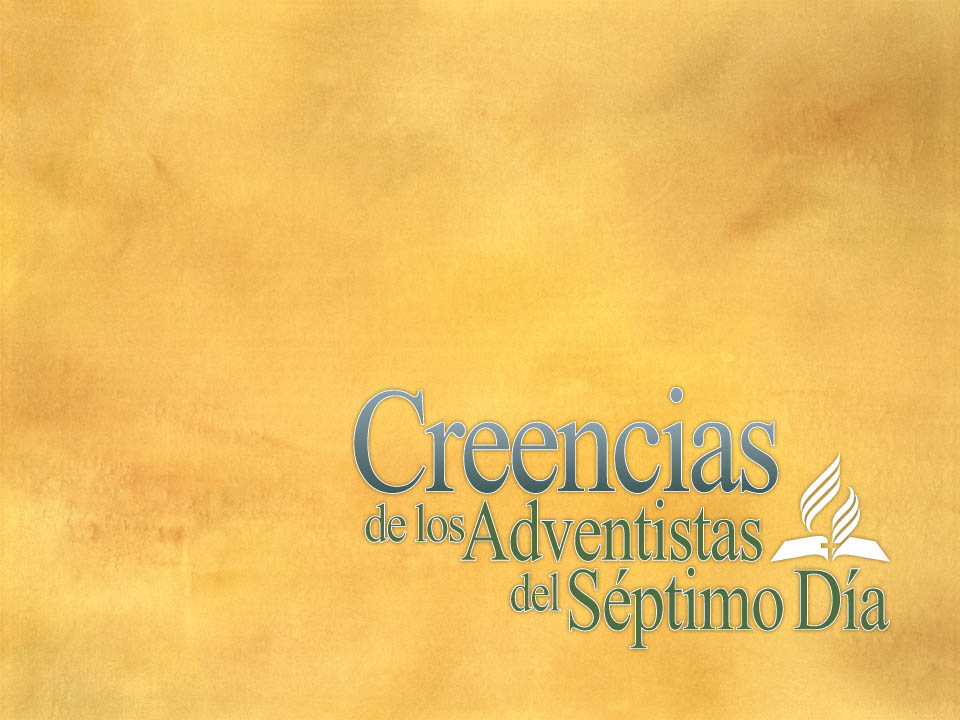 Creencias
de los Adventistas
del Séptimo Día